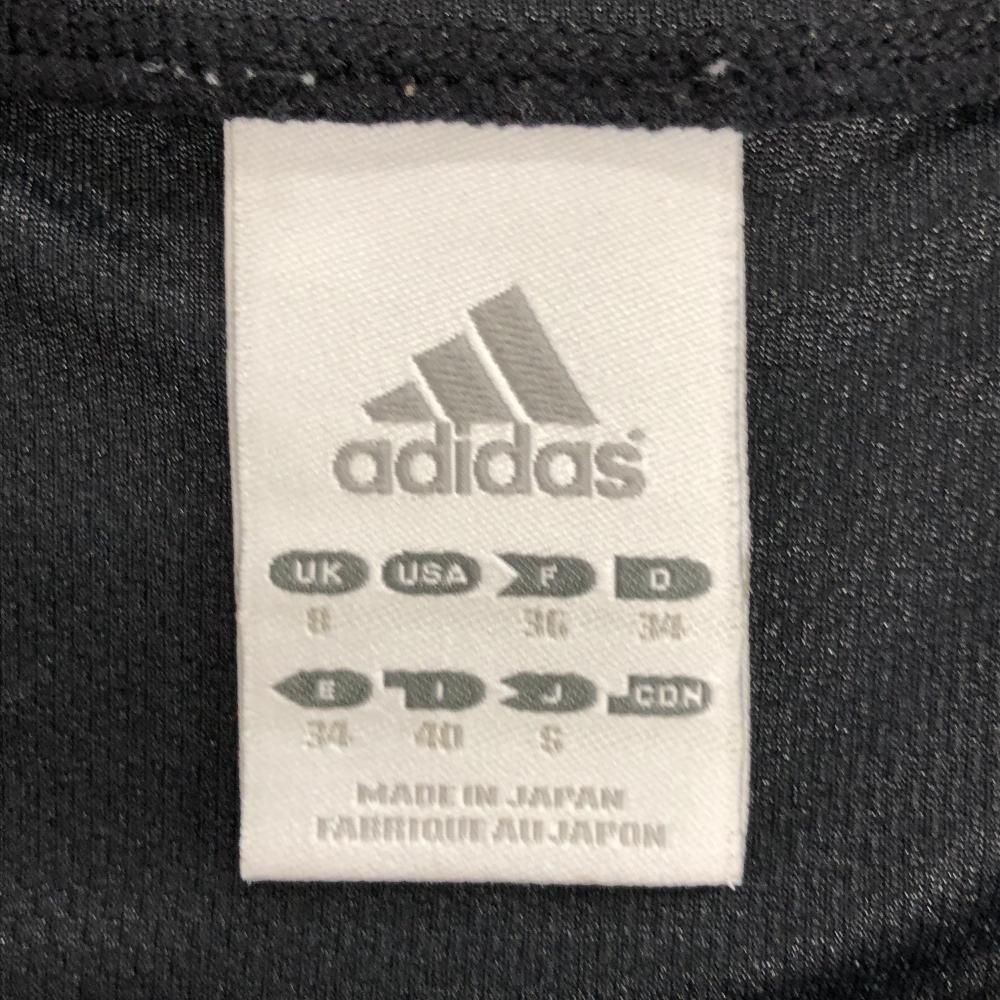 adidas
UK USA F D
8 36 34
E I J CDN
34 40 S
MADE IN JAPAN
FABRIQUE AU JAPON